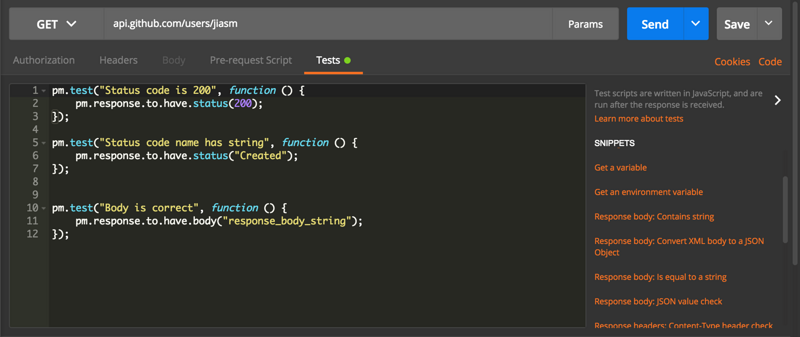 GET api.github.com/users/jiasm Params Send Save
Authorization Headers Body Pre-request Script Tests Cookies Code
1 pm.test("Status code is 200", function () {
2 pm.response.to.have.status(200);
3 });
4
5 pm.test("Status code name has string", function () {
6 pm.response.to.have.status("Created");
7 });
8
9
10 pm.test("Body is correct", function () {
11 pm.response.to.have.body("response_body_string");
12 });
Test scripts are written in JavaScript, and are
run after the response is received.
Learn more about tests
SNIPPETS
Get a variable
Get an environment variable
Response body: Contains string
Response body: Convert XML body to a JSON
Object
Response body: Is equal to a string
Response body: JSON value check
Response headers: Content-Type header check